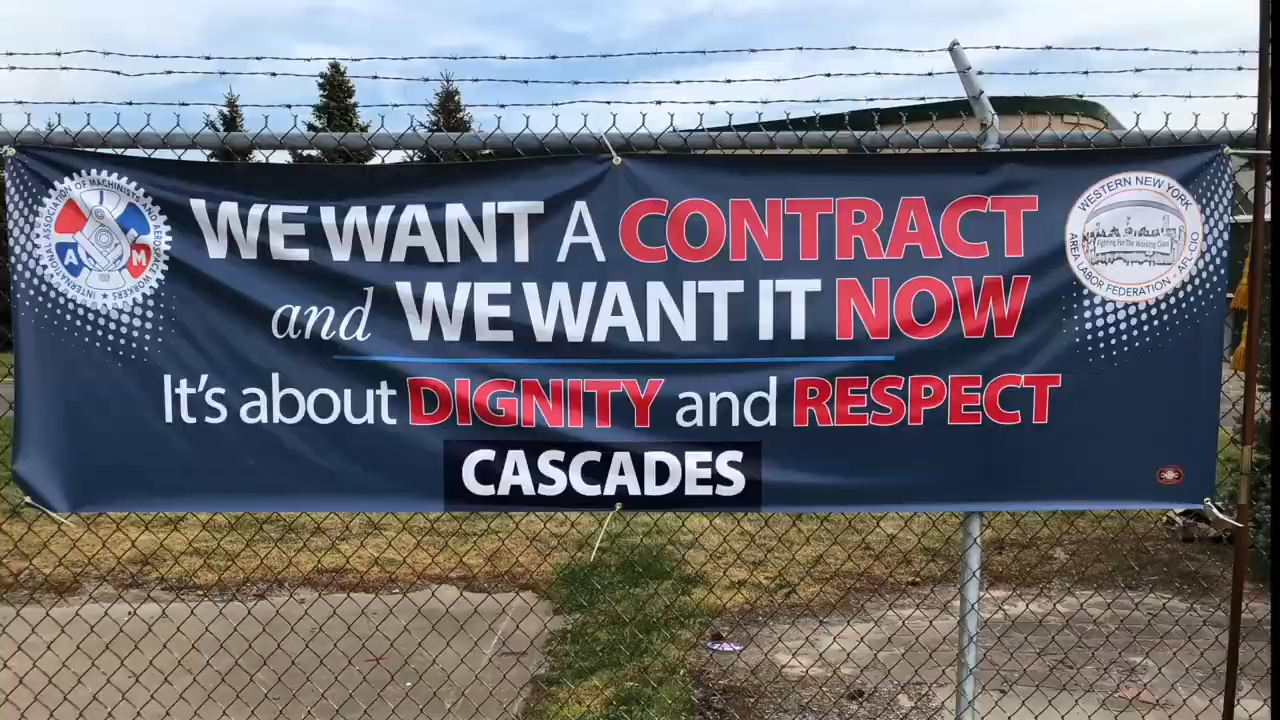 WE WANT A CONTRACT
and WE WANT IT NOW
It's about DIGNITY and RESPECT
CASCADES
INTERNATIONAL ASSOCIATION OF MACHINISTS AND AEROSPACE WORKERS
A M
WESTERN NEW YORK
Fighting For The Working Class
AREA LABOR FEDERATION • AFL CIO